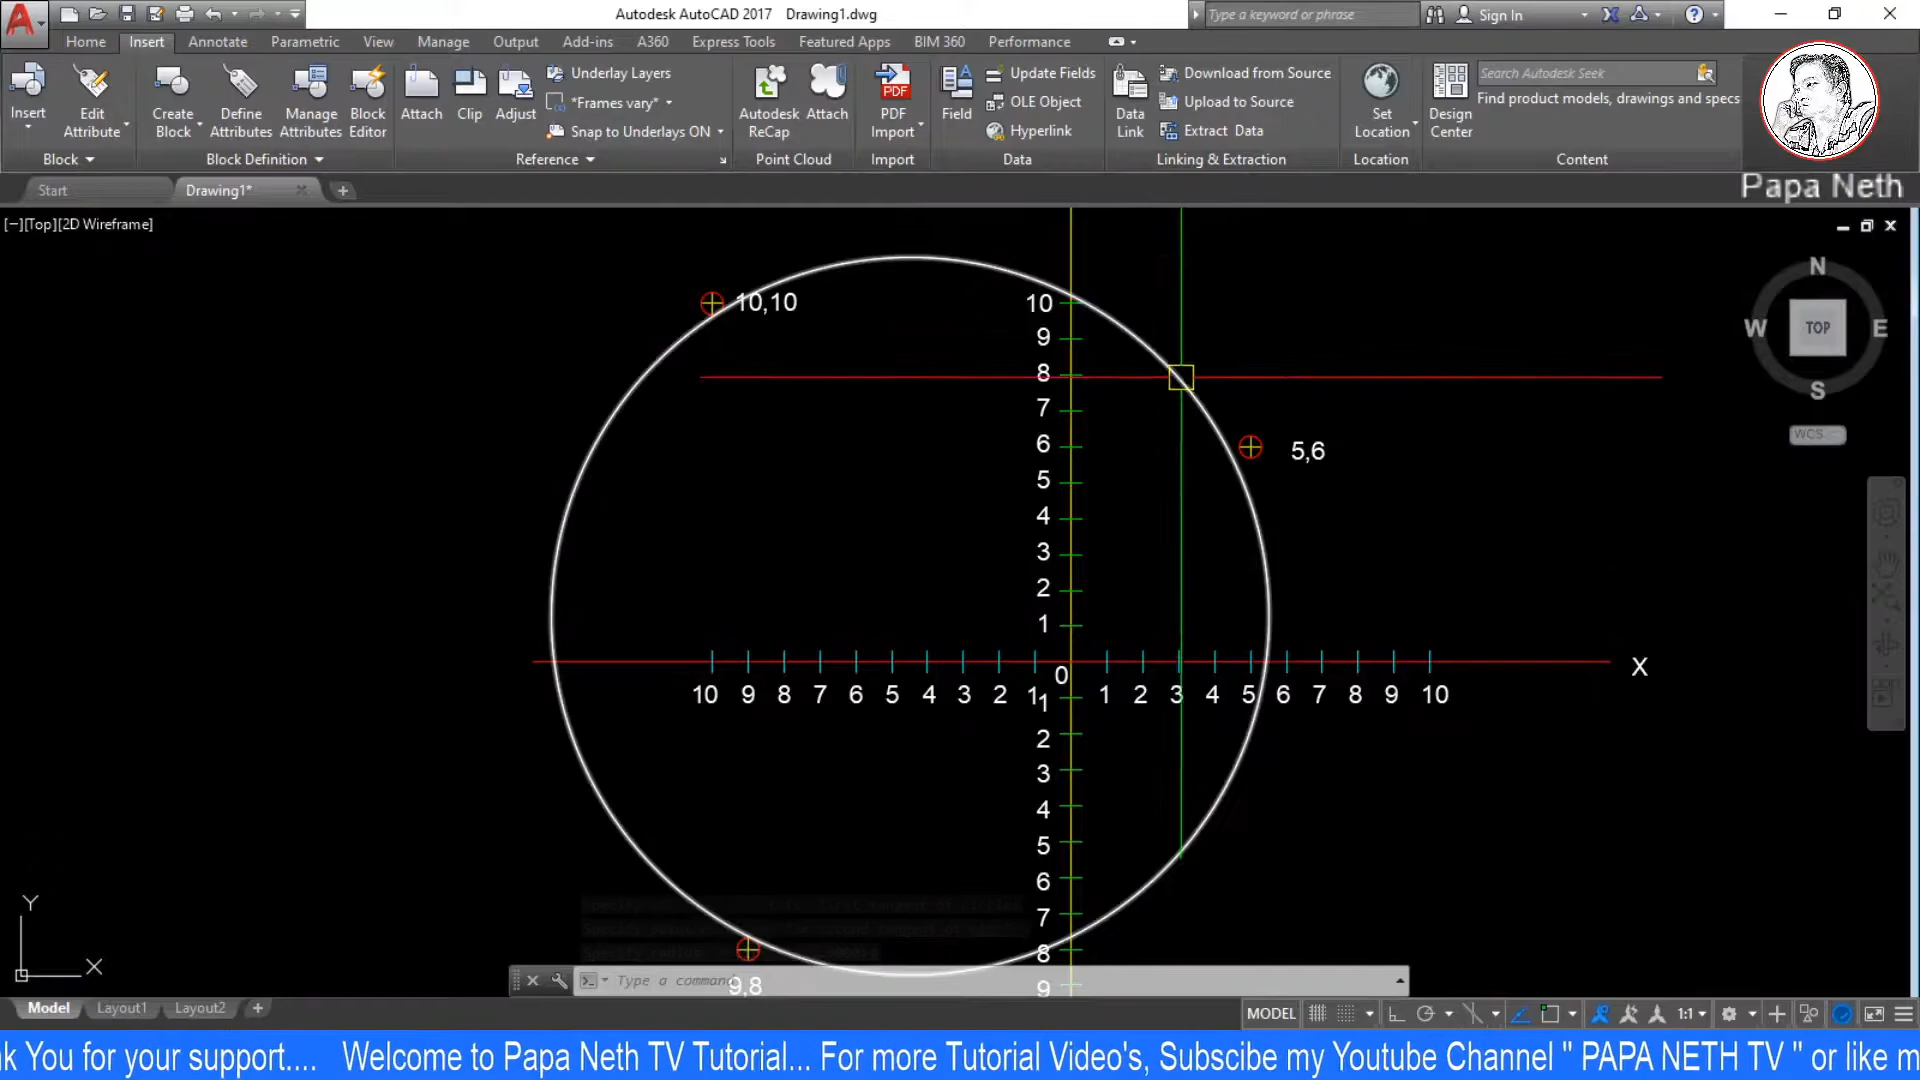 Autodesk AutoCAD 2017 Drawing1.dwg
Type a keyword or phrase
Sign In
Home Insert Annotate Parametric View Manage Output Add-ins A360 Express Tools Featured Apps BIM 360 Performance
Insert
Edit Attribute
Create Block
Define Attributes
Manage Attributes
Block Editor
Attach
Clip
Adjust
Underlay Layers
*Frames vary*
Snap to Underlays ON
Autodesk ReCap
Attach
PDF
PDF Import
Field
Update Fields
OLE Object
Hyperlink
Data Link
Download from Source
Upload to Source
Extract Data
Set Location
Design Center
Search Autodesk Seek
Find product models, drawings and specs
Block
Block Definition
Reference
Point Cloud
Import
Data
Linking & Extraction
Location
Content
Start
Drawing1*
Papa Neth
[−][Top][2D Wireframe]
N
W TOP E
S
WCS
10,10
10
9
8
7
6
5,6
5
4
3
2
1
0
X
10 9 8 7 6 5 4 3 2 1 1 2 3 4 5 6 7 8 9 10
1
2
3
4
5
6
7
8
9
9,8
Y
X
Type a command
Model Layout1 Layout2
MODEL
1:1
nk You for your support.... Welcome to Papa Neth TV Tutorial... For more Tutorial Video's, Subscibe my Youtube Channel " PAPA NETH TV " or like m